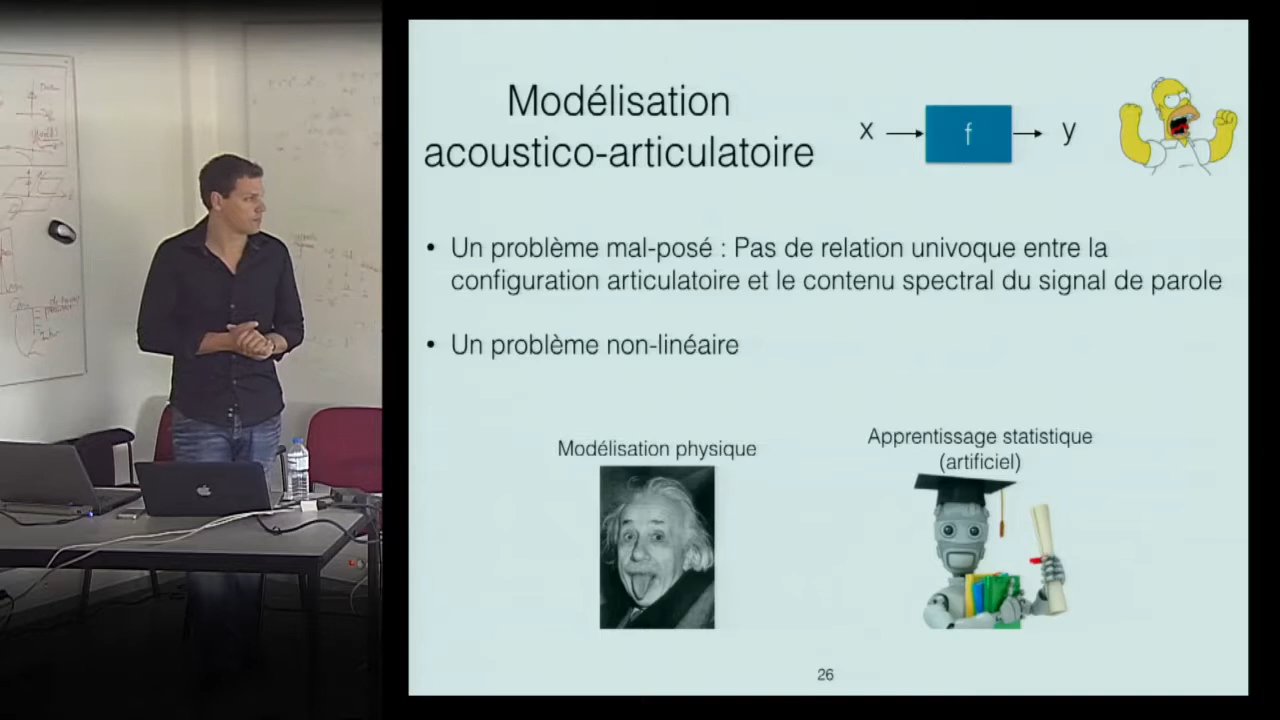 Modélisation
acoustico-articulatoire
x
f
y
• Un problème mal-posé : Pas de relation univoque entre la
configuration articulatoire et le contenu spectral du signal de parole
• Un problème non-linéaire
Modélisation physique
Apprentissage statistique
(artificiel)
26